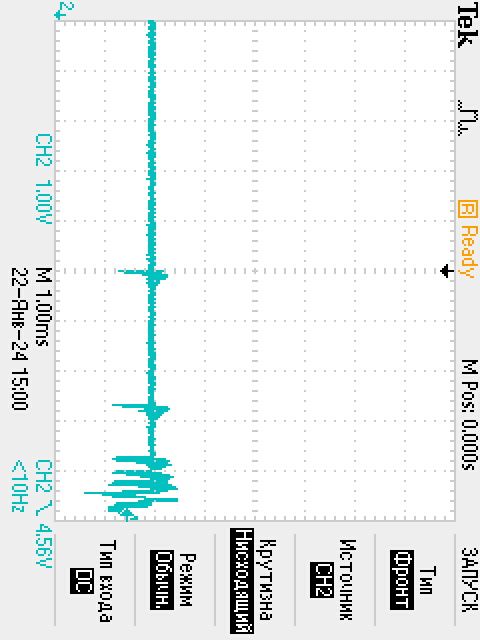 Tek R Ready M Pos: 0.000s ЗАПУСК
Тип
Фронт
Источник
CH2
Крутизна
Нисходящий
Режим
Обычн.
Тип входа
DC
2
CH2 1.00V M 1.00ms CH2 4.56V
22-Янв-24 15:00 <10Hz